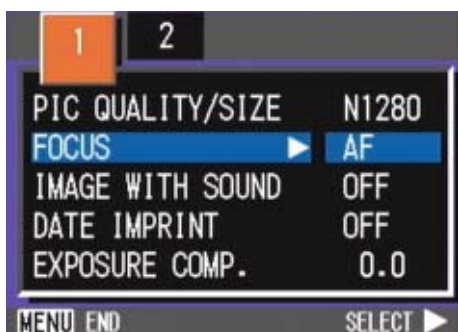 1 2
PIC QUALITY/SIZE N1280
FOCUS AF
IMAGE WITH SOUND OFF
DATE IMPRINT OFF
EXPOSURE COMP. 0.0
MENU END SELECT